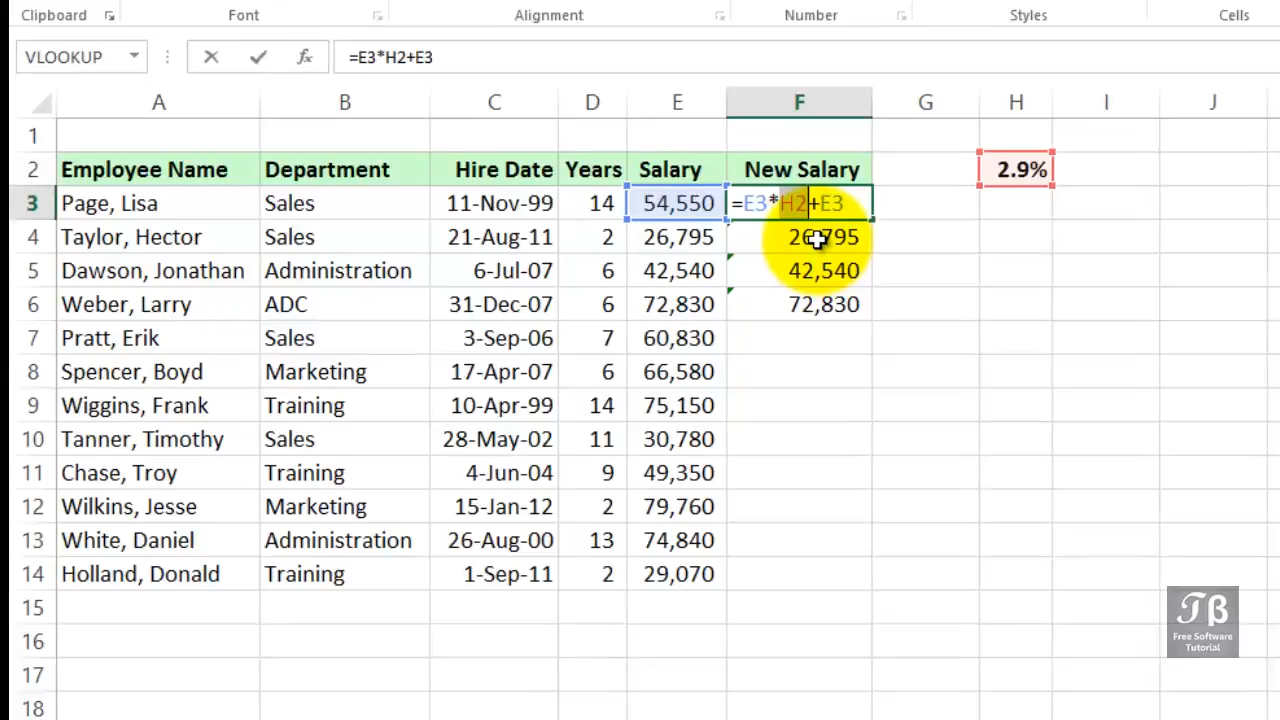 Clipboard Font Alignment Number Styles Cells
VLOOKUP fx =E3*H2+E3
A B C D E F G H I J
1
2 Employee Name Department Hire Date Years Salary New Salary 2.9%
3 Page, Lisa Sales 11-Nov-99 14 54,550 =E3*H2+E3
4 Taylor, Hector Sales 21-Aug-11 2 26,795 26,795
5 Dawson, Jonathan Administration 6-Jul-07 6 42,540 42,540
6 Weber, Larry ADC 31-Dec-07 6 72,830 72,830
7 Pratt, Erik Sales 3-Sep-06 7 60,830
8 Spencer, Boyd Marketing 17-Apr-07 6 66,580
9 Wiggins, Frank Training 10-Apr-99 14 75,150
10 Tanner, Timothy Sales 28-May-02 11 30,780
11 Chase, Troy Training 4-Jun-04 9 49,350
12 Wilkins, Jesse Marketing 15-Jan-12 2 79,760
13 White, Daniel Administration 26-Aug-00 13 74,840
14 Holland, Donald Training 1-Sep-11 2 29,070
15
16
17
18
Tβ
Free Software
Tutorial